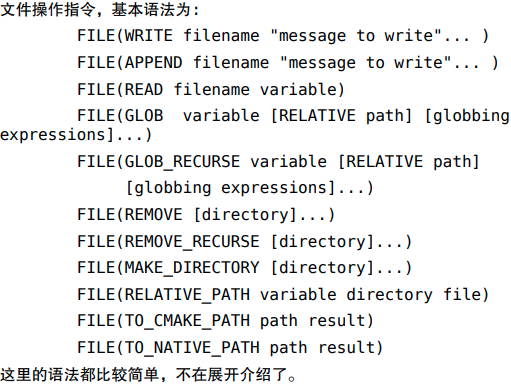 文件操作指令，基本语法为:
FILE(WRITE filename "message to write"... )
FILE(APPEND filename "message to write"... )
FILE(READ filename variable)
FILE(GLOB  variable [RELATIVE path] [globbing
expressions]...)
FILE(GLOB_RECURSE variable [RELATIVE path]
[globbing expressions]...)
FILE(REMOVE [directory]...)
FILE(REMOVE_RECURSE [directory]...)
FILE(MAKE_DIRECTORY [directory]...)
FILE(RELATIVE_PATH variable directory file)
FILE(TO_CMAKE_PATH path result)
FILE(TO_NATIVE_PATH path result)
这里的语法都比较简单，不在展开介绍了。